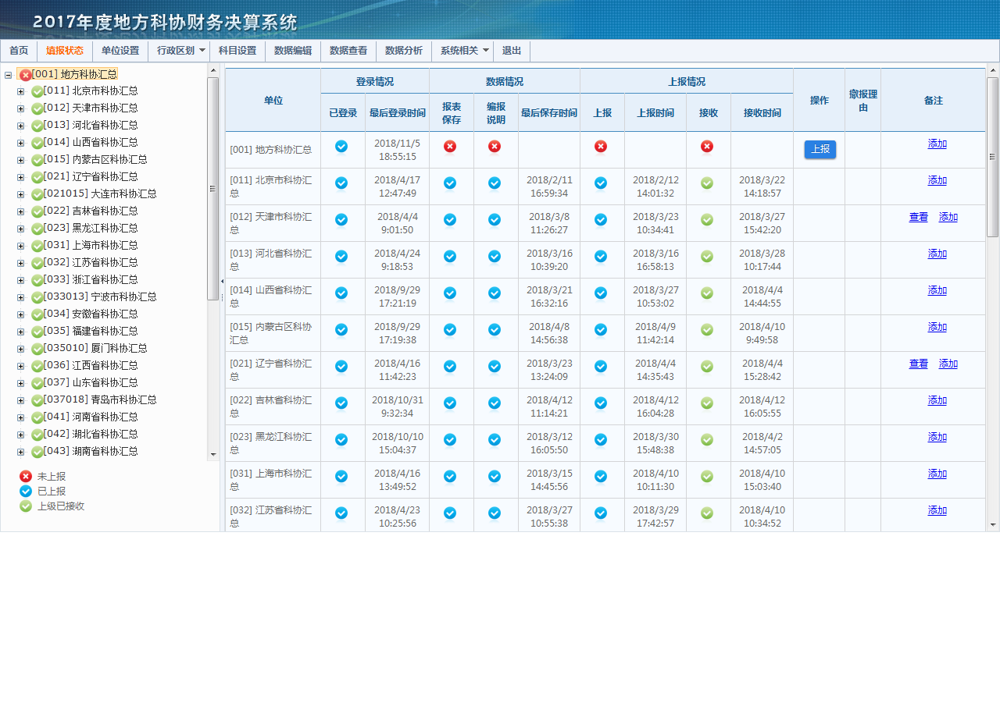 2017年度地方科协财务决算系统
首页 填报状态 单位设置 行政区划 科目设置 数据编辑 数据查看 数据分析 系统相关 退出
[001] 地方科协汇总
[011] 北京市科协汇总
[012] 天津市科协汇总
[013] 河北省科协汇总
[014] 山西省科协汇总
[015] 内蒙古区科协汇总
[021] 辽宁省科协汇总
[021015] 大连市科协汇总
[022] 吉林省科协汇总
[023] 黑龙江科协汇总
[031] 上海市科协汇总
[032] 江苏省科协汇总
[033] 浙江省科协汇总
[033013] 宁波市科协汇总
[034] 安徽省科协汇总
[035] 福建省科协汇总
[035010] 厦门科协汇总
[036] 江西省科协汇总
[037] 山东省科协汇总
[037018] 青岛市科协汇总
[041] 河南省科协汇总
[042] 湖北省科协汇总
[043] 湖南省科协汇总
未上报
已上报
上级已接收
单位 登录情况 数据情况 上报情况 操作 撤报理由 备注
已登录 最后登录时间 报表保存 编报说明 最后保存时间 上报 上报时间 接收 接收时间
[001] 地方科协汇总 2018/11/5 上报 添加
18:55:15
[011] 北京市科协汇 2018/4/17 2018/2/11 2018/2/12 2018/3/22 添加
总 12:47:49 16:59:34 14:01:32 14:18:57
[012] 天津市科协汇 2018/4/4 2018/3/8 2018/3/23 2018/3/27 查看 添加
总 9:01:50 11:26:27 10:34:41 15:42:20
[013] 河北省科协汇 2018/4/24 2018/3/16 2018/3/16 2018/3/28 添加
总 9:18:53 10:39:20 16:58:13 10:17:44
[014] 山西省科协汇 2018/9/29 2018/3/21 2018/3/27 2018/4/4 添加
总 17:21:19 16:32:16 10:53:02 14:44:55
[015] 内蒙古区科协 2018/9/29 2018/4/8 2018/4/9 2018/4/10 添加
汇总 17:19:38 14:56:38 11:42:14 9:49:58
[021] 辽宁省科协汇 2018/4/16 2018/3/23 2018/4/4 2018/4/4 查看 添加
总 11:42:23 13:24:09 14:35:43 15:28:42
[022] 吉林省科协汇 2018/10/31 2018/4/12 2018/4/12 2018/4/12 添加
总 9:32:34 11:14:21 16:04:28 16:05:55
[023] 黑龙江科协汇 2018/10/10 2018/3/12 2018/3/30 2018/4/2 添加
总 15:04:37 16:05:50 15:48:38 14:57:05
[031] 上海市科协汇 2018/4/16 2018/3/15 2018/4/10 2018/4/10 添加
总 13:49:52 14:45:56 10:11:30 15:03:40
[032] 江苏省科协汇 2018/4/23 2018/3/27 2018/3/29 2018/4/10 添加
总 10:25:56 10:55:38 17:42:57 10:34:52